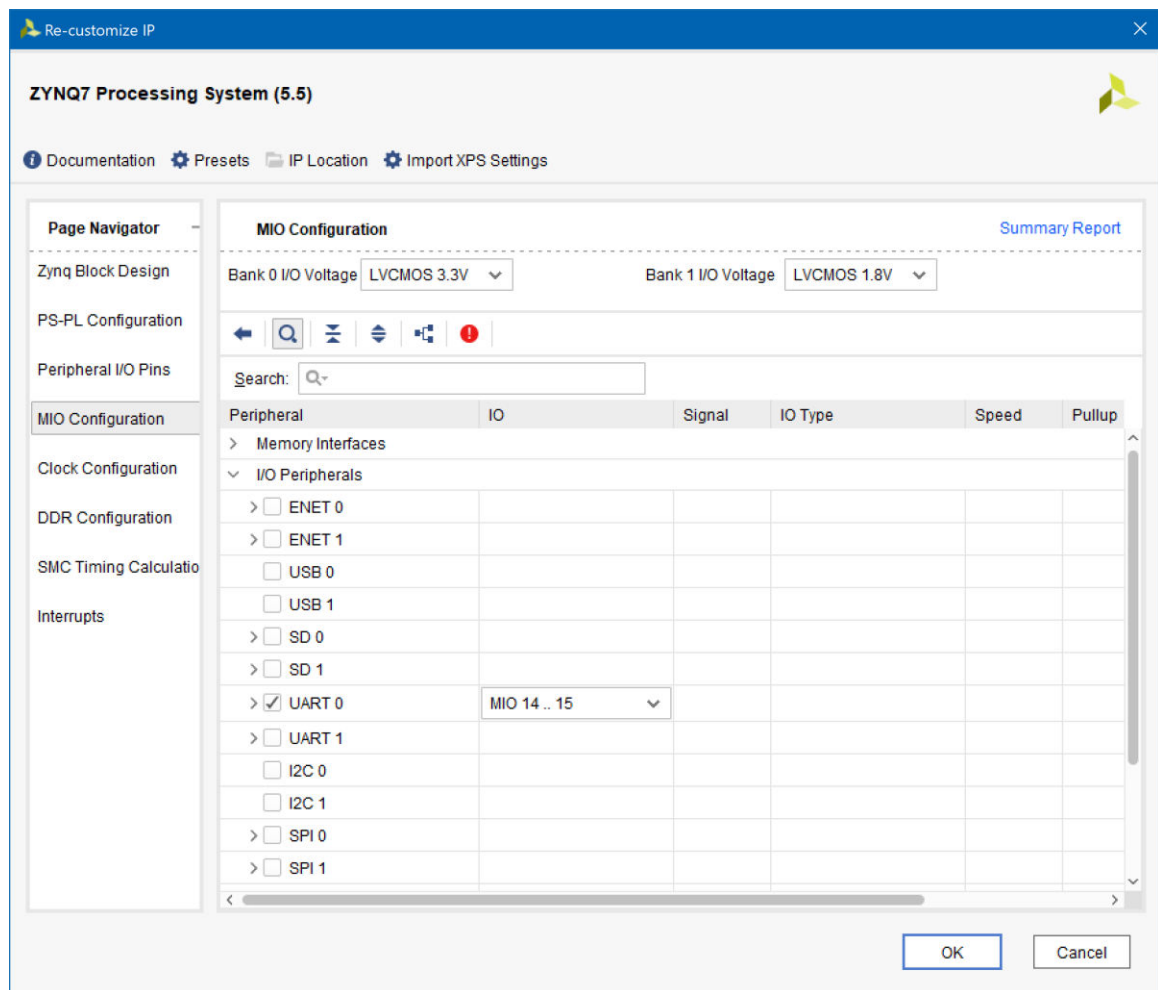 Re-customize IP
ZYNQ7 Processing System (5.5)
Documentation Presets IP Location Import XPS Settings
Page Navigator
Zynq Block Design
PS-PL Configuration
Peripheral I/O Pins
MIO Configuration
Clock Configuration
DDR Configuration
SMC Timing Calculatio
Interrupts
MIO Configuration Summary Report
Bank 0 I/O Voltage LVCMOS 3.3V Bank 1 I/O Voltage LVCMOS 1.8V
Search:
Peripheral IO Signal IO Type Speed Pullup
Memory Interfaces
I/O Peripherals
ENET 0
ENET 1
USB 0
USB 1
SD 0
SD 1
UART 0 MIO 14 .. 15
UART 1
I2C 0
I2C 1
SPI 0
SPI 1
OK Cancel